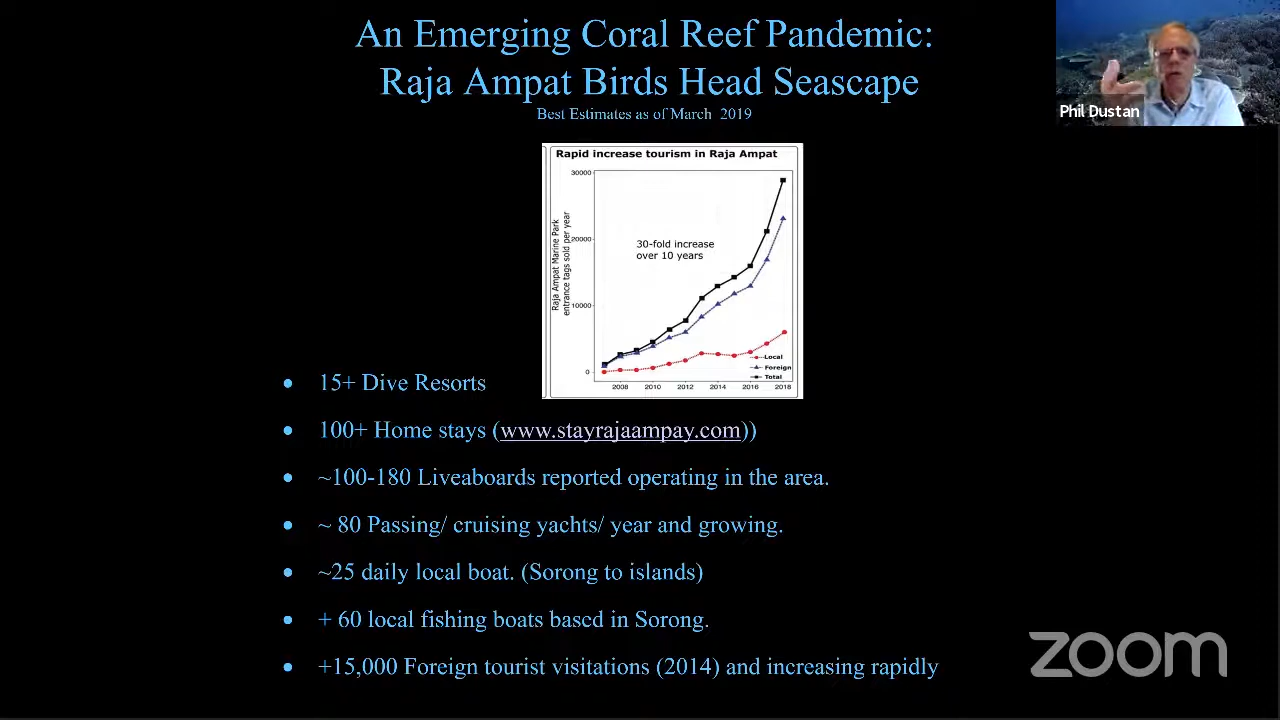 An Emerging Coral Reef Pandemic:
Raja Ampat Birds Head Seascape
Best Estimates as of March 2019
Phil Dustan
Rapid increase tourism in Raja Ampat
30000
20000
10000
0
Raja Ampat Marine Park
entrance tags sold per year
30-fold increase
over 10 years
Local
Foreign
Total
2008 2010 2012 2014 2016 2018
• 15+ Dive Resorts
• 100+ Home stays (www.stayrajaampay.com))
• ~100-180 Liveaboards reported operating in the area.
• ~ 80 Passing/ cruising yachts/ year and growing.
• ~25 daily local boat. (Sorong to islands)
• + 60 local fishing boats based in Sorong.
• +15,000 Foreign tourist visitations (2014) and increasing rapidly
zoom